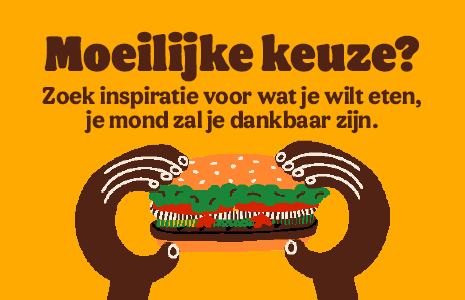 Moeilijke keuze?
Zoek inspiratie voor wat je wilt eten,
je mond zal je dankbaar zijn.